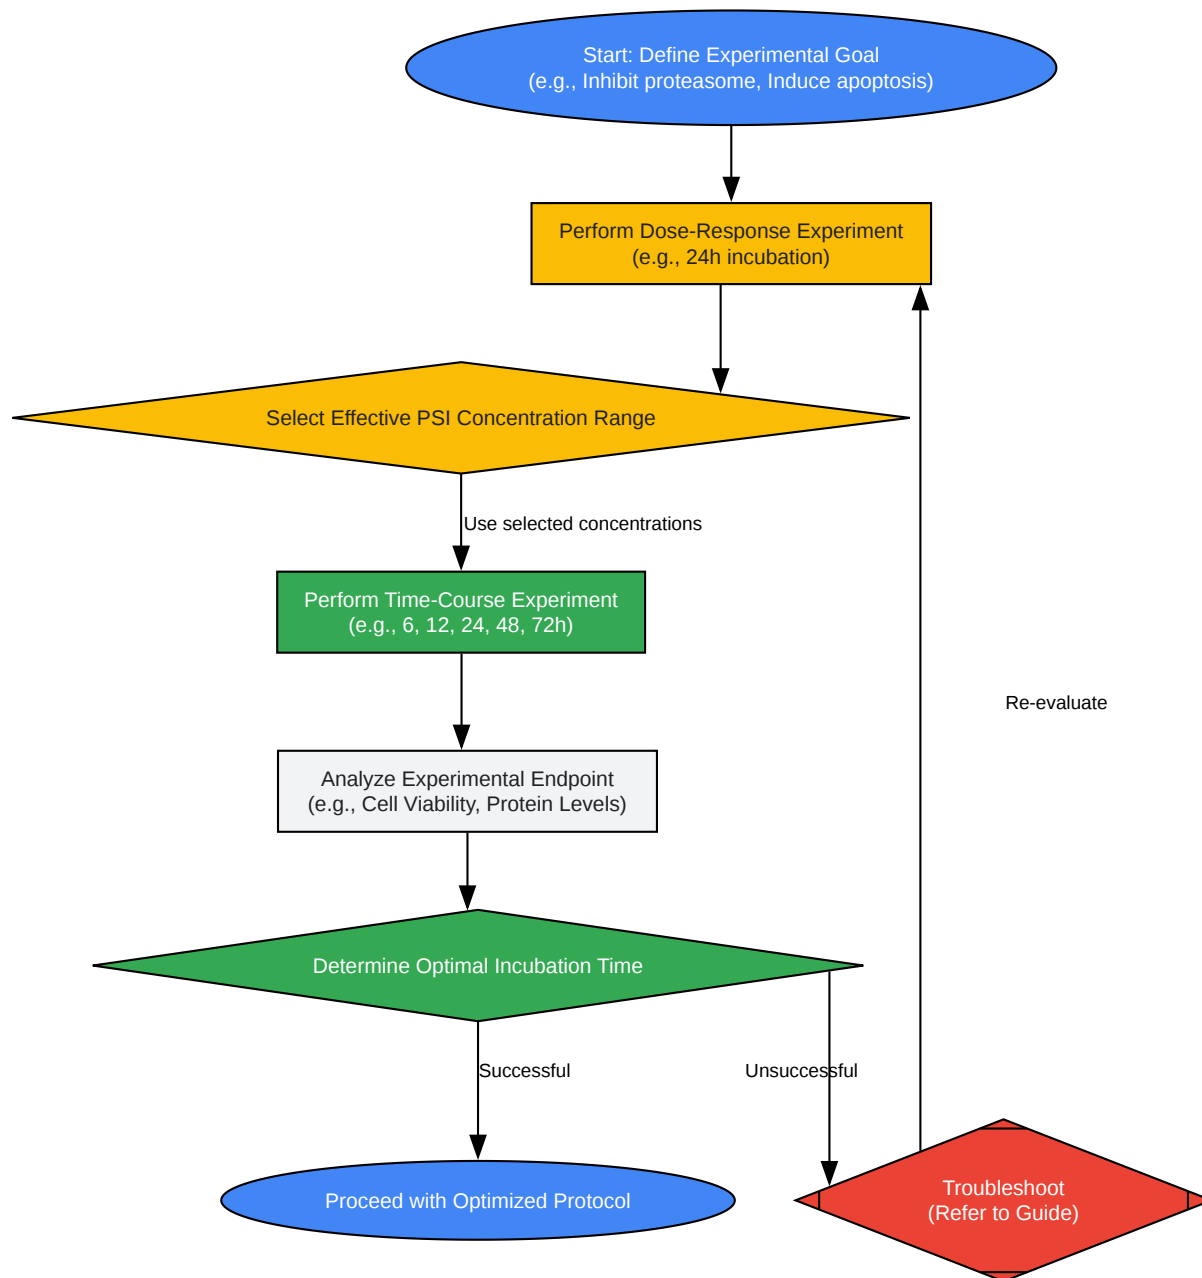 Start: Define Experimental Goal
(e.g., Inhibit proteasome, Induce apoptosis)
Perform Dose-Response Experiment
(e.g., 24h incubation)
Select Effective PSI Concentration Range
Use selected concentrations
Perform Time-Course Experiment
(e.g., 6, 12, 24, 48, 72h)
Re-evaluate
Analyze Experimental Endpoint
(e.g., Cell Viability, Protein Levels)
Determine Optimal Incubation Time
Successful
Unsuccessful
Proceed with Optimized Protocol
Troubleshoot
(Refer to Guide)